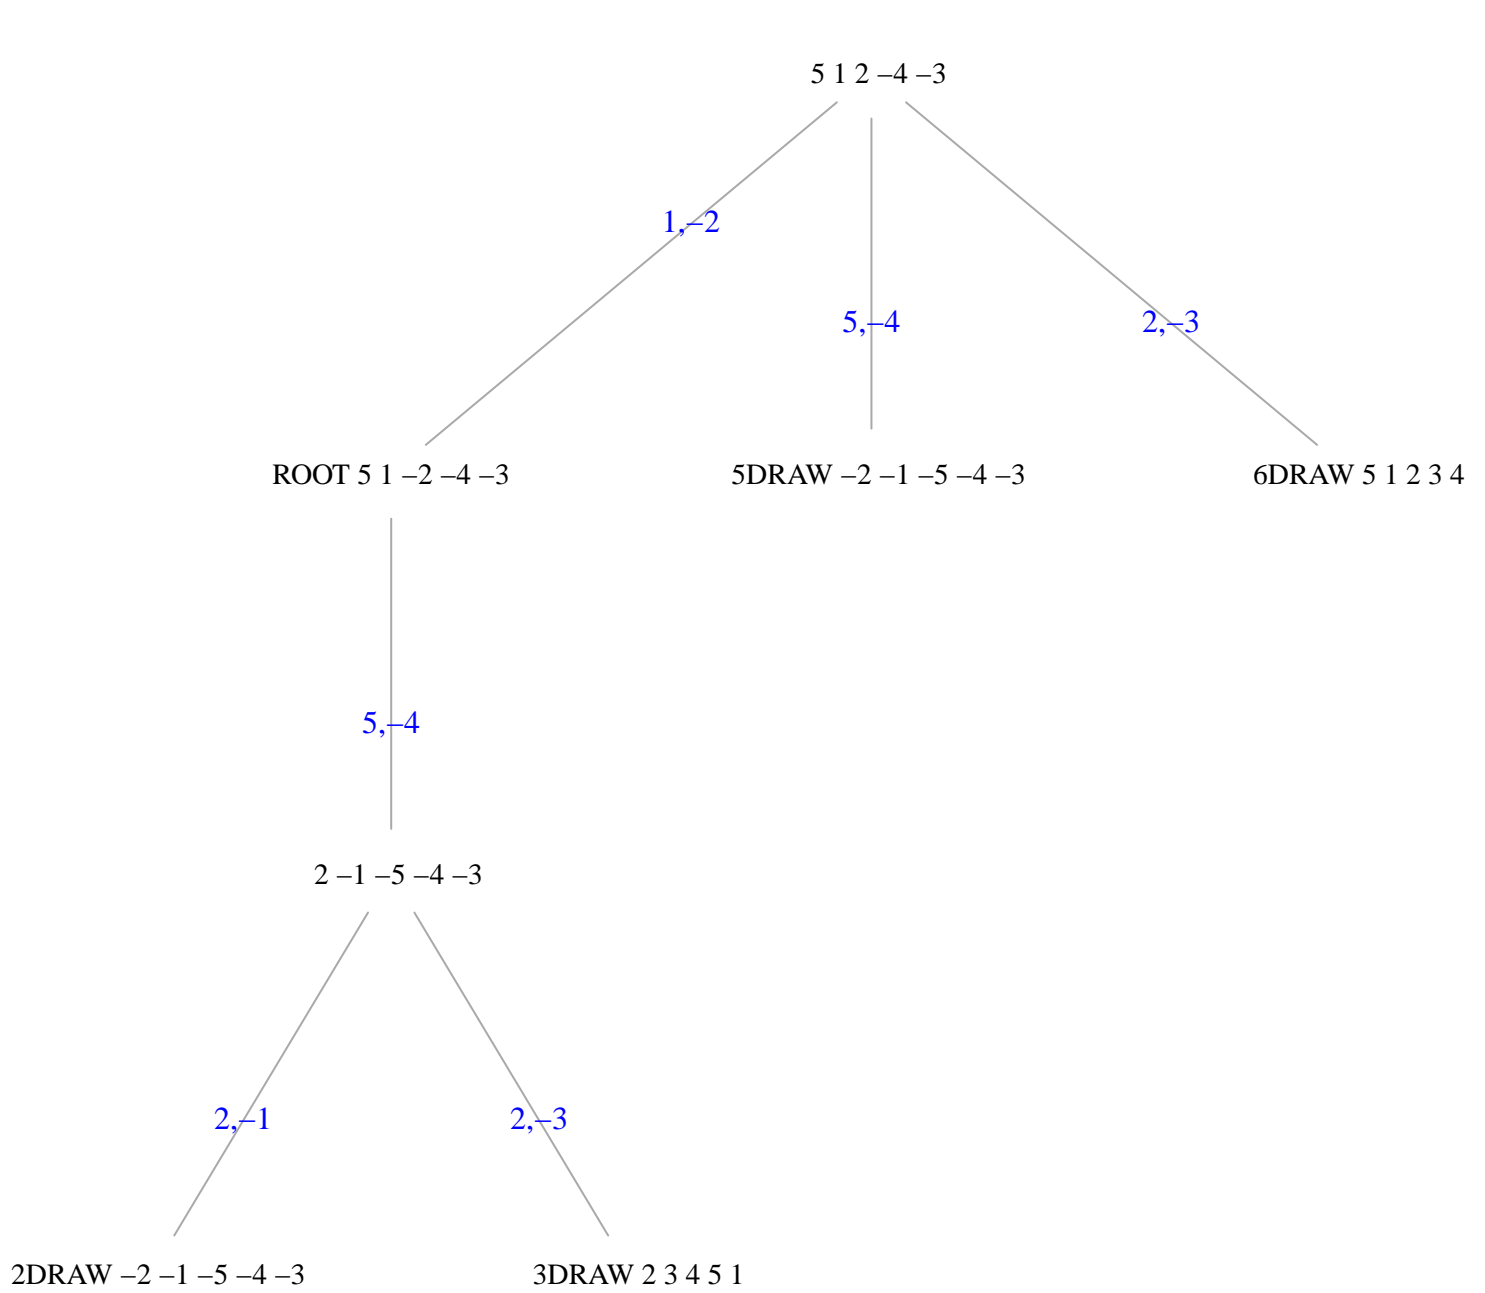 5 1 2 –4 –3
1,–2
5,–4
2,–3
ROOT 5 1 –2 –4 –3
5DRAW –2 –1 –5 –4 –3
6DRAW 5 1 2 3 4
5,–4
2 –1 –5 –4 –3
2,–1
2,–3
2DRAW –2 –1 –5 –4 –3
3DRAW 2 3 4 5 1